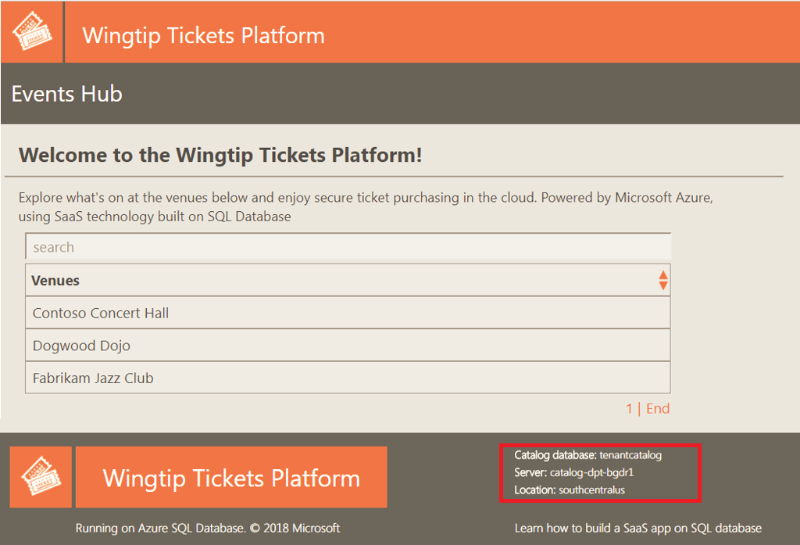 Wingtip Tickets Platform
Events Hub
Welcome to the Wingtip Tickets Platform!
Explore what's on at the venues below and enjoy secure ticket purchasing in the cloud. Powered by Microsoft Azure,
using SaaS technology built on SQL Database
search
Venues
Contoso Concert Hall
Dogwood Dojo
Fabrikam Jazz Club
1 | End
Wingtip Tickets Platform
Catalog database: tenantcatalog
Server: catalog-dpt-bgdr1
Location: southcentralus
Running on Azure SQL Database. © 2018 Microsoft
Learn how to build a SaaS app on SQL database